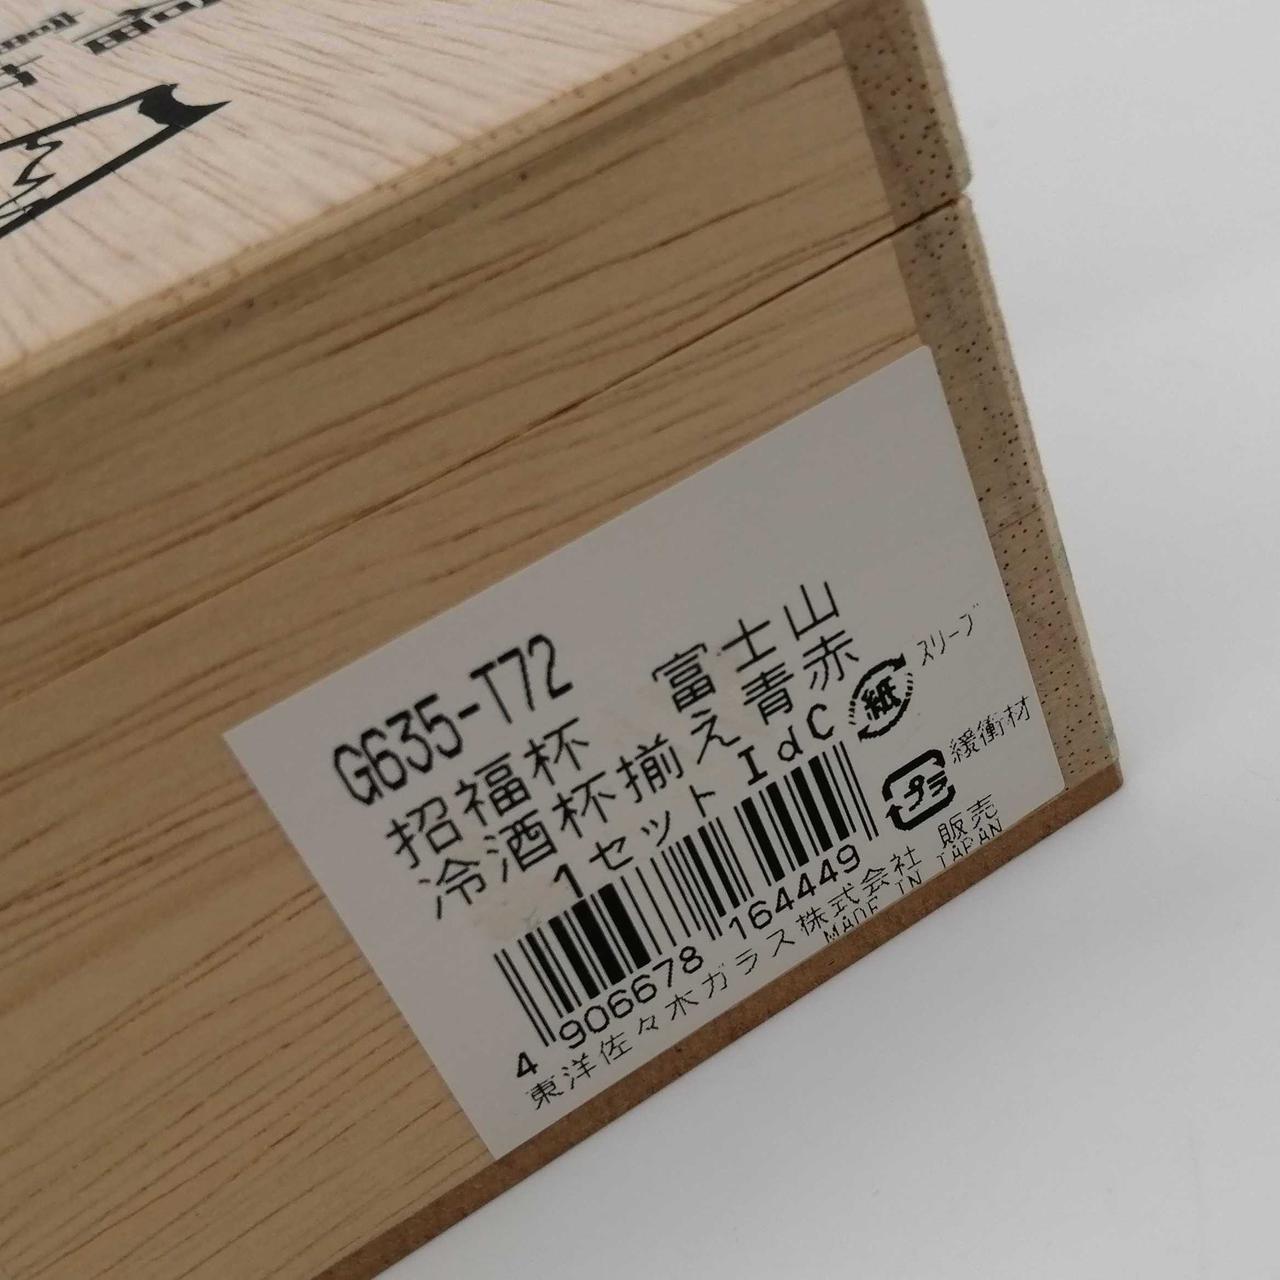 G635-T72
招福杯 富士山
冷酒杯揃え青赤
1セット IdC
紙 スリーブ
プラ 緩衝材
4 906678 164449
東洋佐々木ガラス株式会社 販売
MADE IN JAPAN